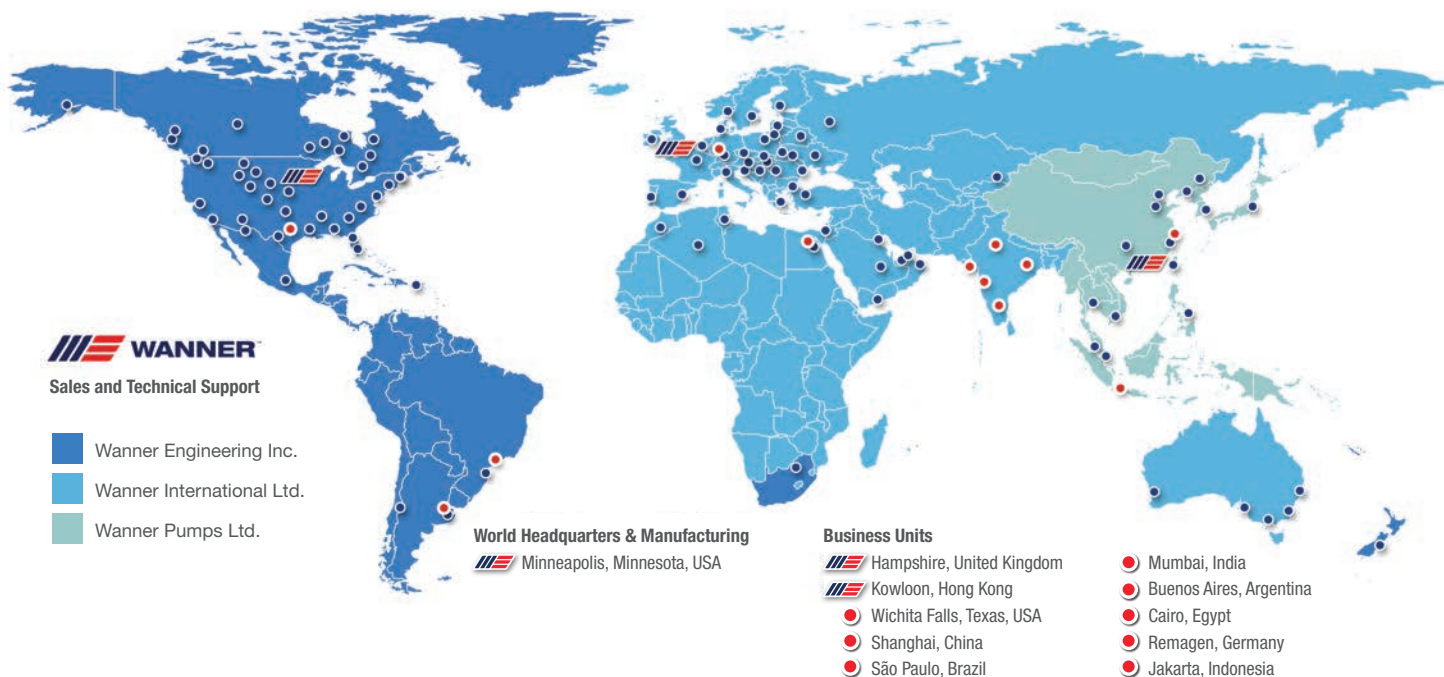 WANNER™
Sales and Technical Support
Wanner Engineering Inc.
Wanner International Ltd.
Wanner Pumps Ltd.
World Headquarters & Manufacturing
Minneapolis, Minnesota, USA
Business Units
Hampshire, United Kingdom
Kowloon, Hong Kong
Wichita Falls, Texas, USA
Shanghai, China
São Paulo, Brazil
Mumbai, India
Buenos Aires, Argentina
Cairo, Egypt
Remagen, Germany
Jakarta, Indonesia